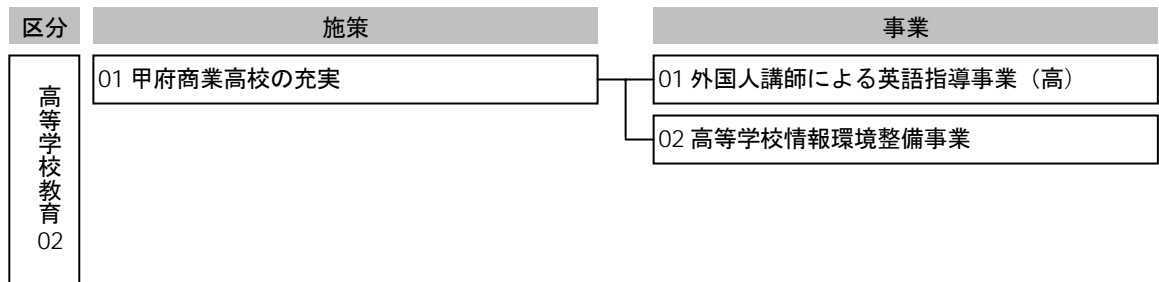 区分 施策 事業
高等学校教育 02
01 甲府商業高校の充実
01 外国人講師による英語指導事業（高）
02 高等学校情報環境整備事業